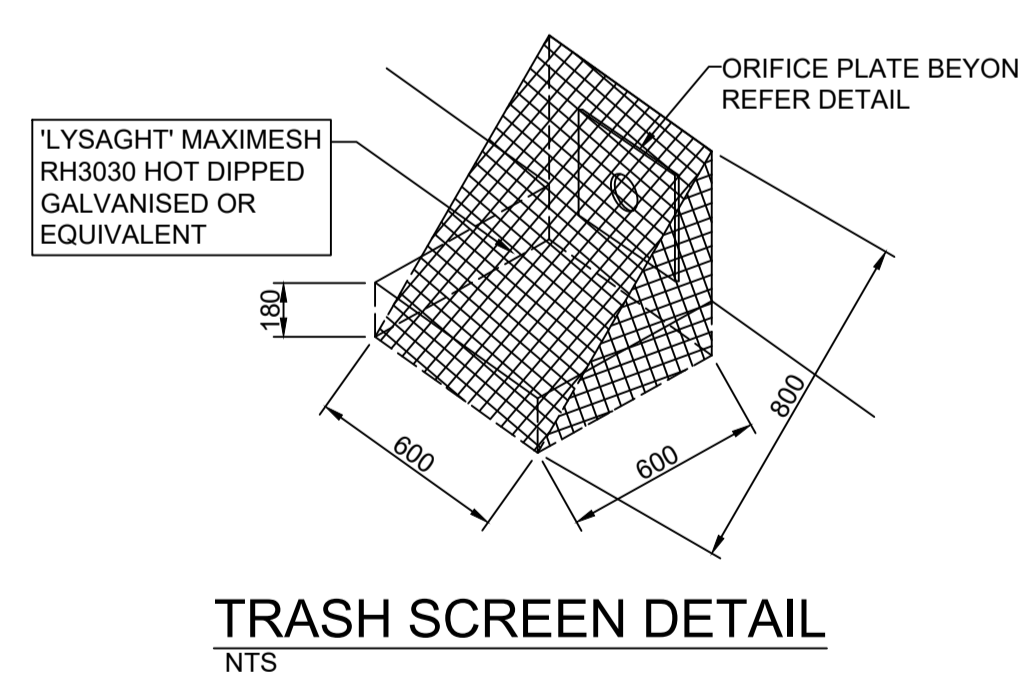 ORIFICE PLATE BEYON
REFER DETAIL
'LYSAGHT' MAXIMESH
RH3030 HOT DIPPED
GALVANISED OR
EQUIVALENT
180
600
600
800
TRASH SCREEN DETAIL
NTS